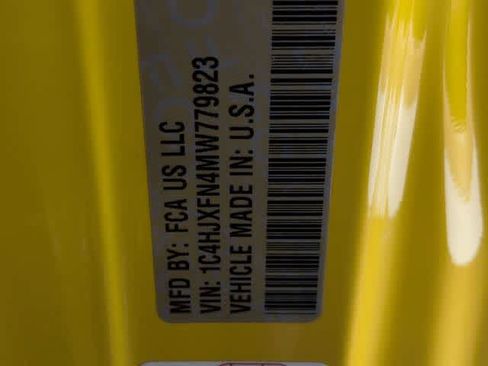 MFD BY: FCA US LLC
VIN: 1C4HJXFN4MW779823
VEHICLE MADE IN: U.S.A.